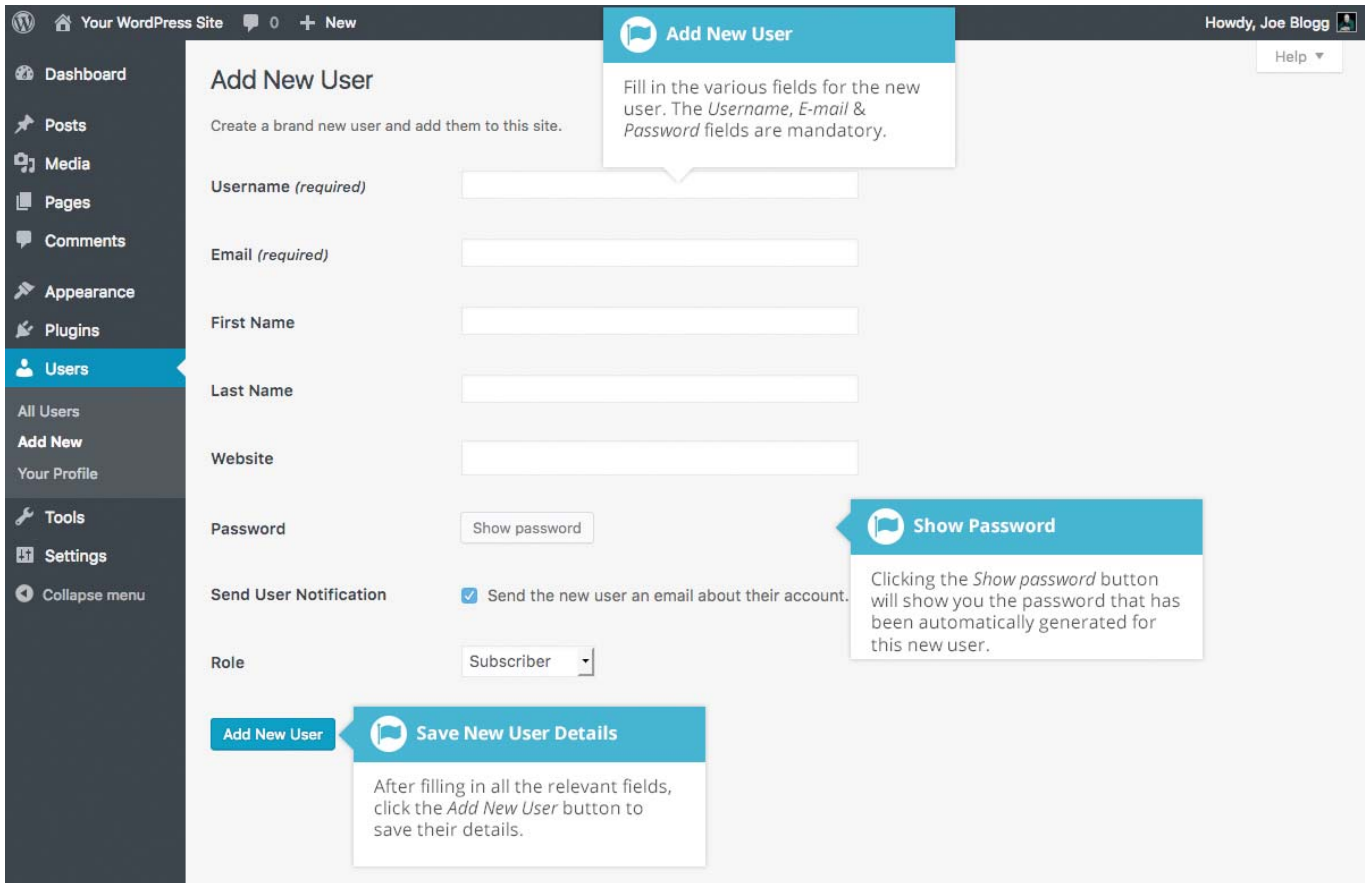 Your WordPress Site 0 + New
Howdy, Joe Blogg
Help
Dashboard
Posts
Media
Pages
Comments
Appearance
Plugins
Users
All Users
Add New
Your Profile
Tools
Settings
Collapse menu
Add New User
Create a brand new user and add them to this site.
Add New User
Fill in the various fields for the new
user. The Username, E-mail &
Password fields are mandatory.
Username (required)
Email (required)
First Name
Last Name
Website
Password
Show password
Show Password
Clicking the Show password button
will show you the password that has
been automatically generated for
this new user.
Send User Notification
Send the new user an email about their account.
Role
Subscriber
Add New User
Save New User Details
After filling in all the relevant fields,
click the Add New User button to
save their details.